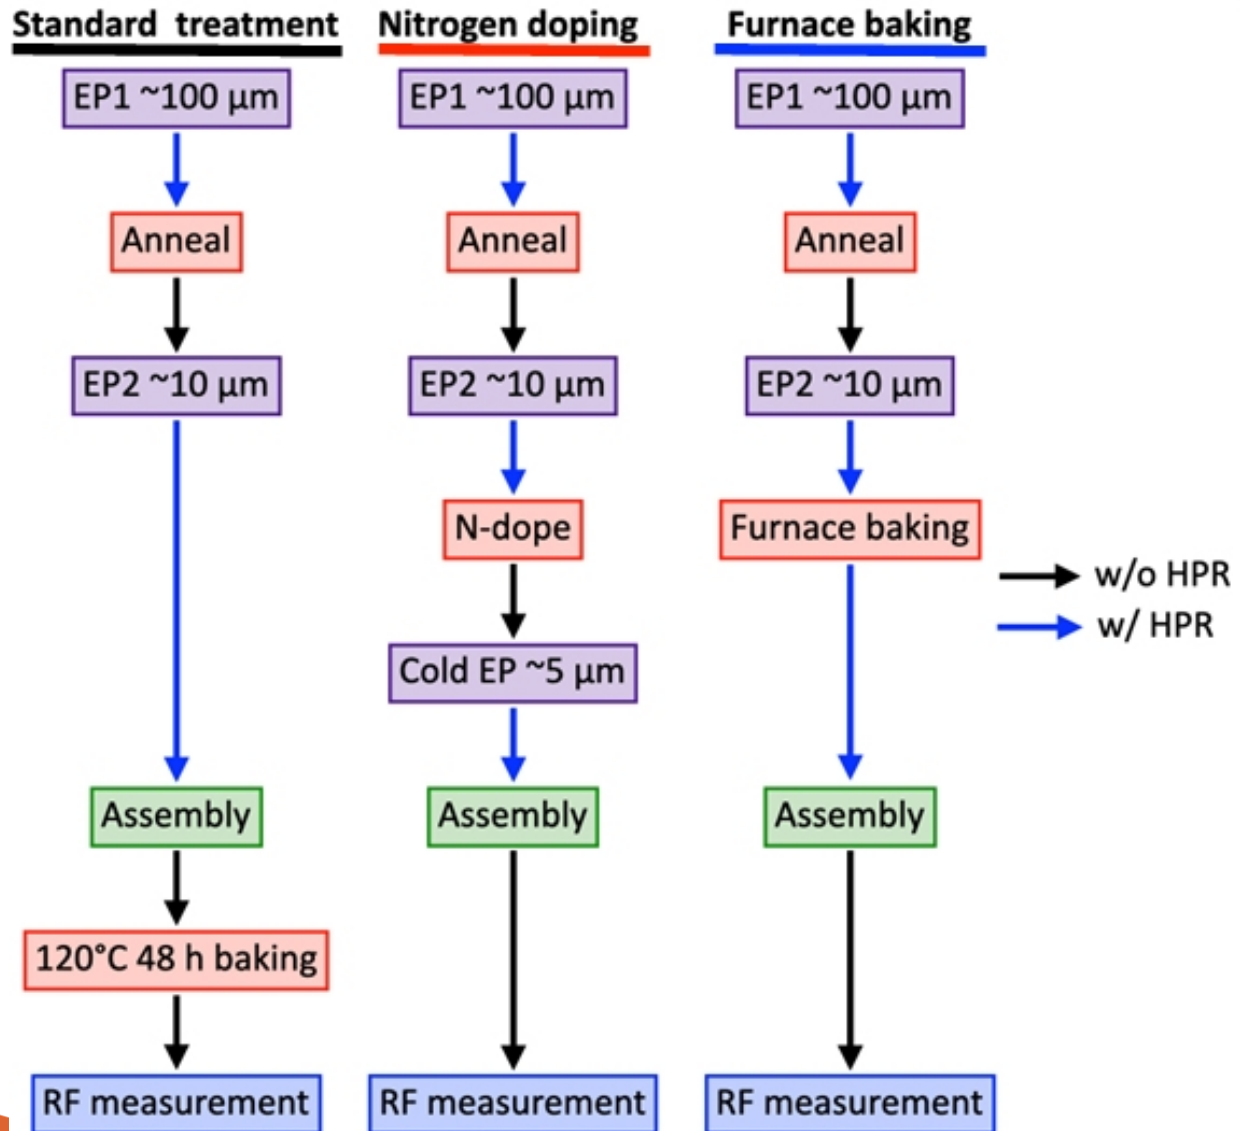 Standard treatment
EP1 ~100 µm
Anneal
EP2 ~10 µm
Assembly
120°C 48 h baking
RF measurement
Nitrogen doping
EP1 ~100 µm
Anneal
EP2 ~10 µm
N-dope
Cold EP ~5 µm
Assembly
RF measurement
Furnace baking
EP1 ~100 µm
Anneal
EP2 ~10 µm
Furnace baking
Assembly
RF measurement
w/o HPR
w/ HPR